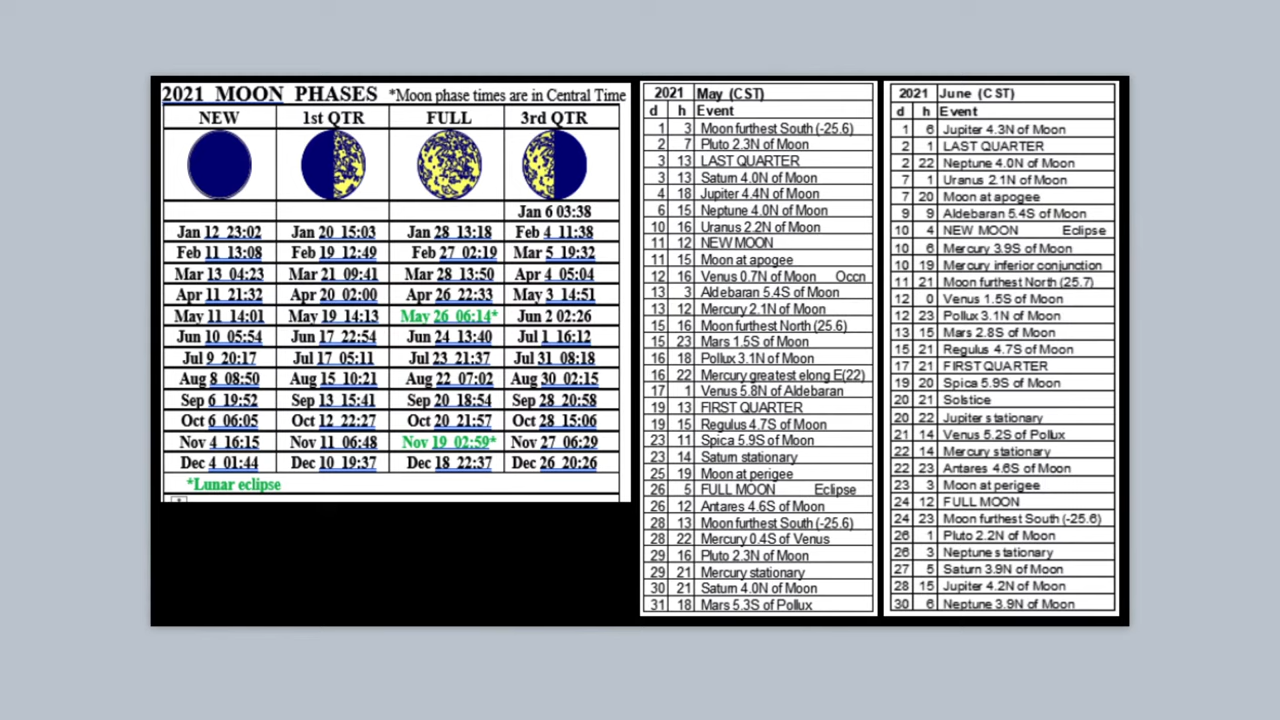 2021 MOON PHASES *Moon phase times are in Central Time
NEW 1st QTR FULL 3rd QTR
Jan 6 03:38
Jan 12 23:02 Jan 20 15:03 Jan 28 13:18 Feb 4 11:38
Feb 11 13:08 Feb 19 12:49 Feb 27 02:19 Mar 5 19:32
Mar 13 04:23 Mar 21 09:41 Mar 28 13:50 Apr 4 05:04
Apr 11 21:32 Apr 20 02:00 Apr 26 22:33 May 3 14:51
May 11 14:01 May 19 14:13 May 26 06:14* Jun 2 02:26
Jun 10 05:54 Jun 17 22:54 Jun 24 13:40 Jul 1 16:12
Jul 9 20:17 Jul 17 05:11 Jul 23 21:37 Jul 31 08:18
Aug 8 08:50 Aug 15 10:21 Aug 22 07:02 Aug 30 02:15
Sep 6 19:52 Sep 13 15:41 Sep 20 18:54 Sep 28 20:58
Oct 6 06:05 Oct 12 22:27 Oct 20 21:57 Oct 28 15:06
Nov 4 16:15 Nov 11 06:48 Nov 19 02:59* Nov 27 06:29
Dec 4 01:44 Dec 10 19:37 Dec 18 22:37 Dec 26 20:26
*Lunar eclipse
2021 May (CST)
d h Event
1 3 Moon furthest South (-25.6)
2 7 Pluto 2.3N of Moon
3 13 LAST QUARTER
3 13 Saturn 4.0N of Moon
4 18 Jupiter 4.4N of Moon
6 15 Neptune 4.0N of Moon
10 16 Uranus 2.2N of Moon
11 12 NEW MOON
11 15 Moon at apogee
12 16 Venus 0.7N of Moon Occn
13 3 Aldebaran 5.4S of Moon
13 12 Mercury 2.1N of Moon
15 16 Moon furthest North (25.6)
15 23 Mars 1.5S of Moon
16 18 Pollux 3.1N of Moon
16 22 Mercury greatest elong E(22)
17 1 Venus 5.8N of Aldebaran
19 13 FIRST QUARTER
19 15 Regulus 4.7S of Moon
23 11 Spica 5.9S of Moon
23 14 Saturn stationary
25 19 Moon at perigee
26 5 FULL MOON Eclipse
26 12 Antares 4.6S of Moon
28 13 Moon furthest South (-25.6)
28 22 Mercury 0.4S of Venus
29 16 Pluto 2.3N of Moon
29 21 Mercury stationary
30 21 Saturn 4.0N of Moon
31 18 Mars 5.3S of Pollux
2021 June (CST)
d h Event
1 6 Jupiter 4.3N of Moon
2 1 LAST QUARTER
2 22 Neptune 4.0N of Moon
7 1 Uranus 2.1N of Moon
7 20 Moon at apogee
9 9 Aldebaran 5.4S of Moon
10 4 NEW MOON Eclipse
10 6 Mercury 3.9S of Moon
10 19 Mercury inferior conjunction
11 21 Moon furthest North (25.7)
12 0 Venus 1.5S of Moon
12 23 Pollux 3.1N of Moon
13 15 Mars 2.8S of Moon
15 21 Regulus 4.7S of Moon
17 21 FIRST QUARTER
19 20 Spica 5.9S of Moon
20 21 Solstice
20 22 Jupiter stationary
21 14 Venus 5.2S of Pollux
22 14 Mercury stationary
22 23 Antares 4.6S of Moon
23 3 Moon at perigee
24 12 FULL MOON
24 23 Moon furthest South (-25.6)
26 1 Pluto 2.2N of Moon
26 3 Neptune stationary
27 5 Saturn 3.9N of Moon
28 15 Jupiter 4.2N of Moon
30 6 Neptune 3.9N of Moon